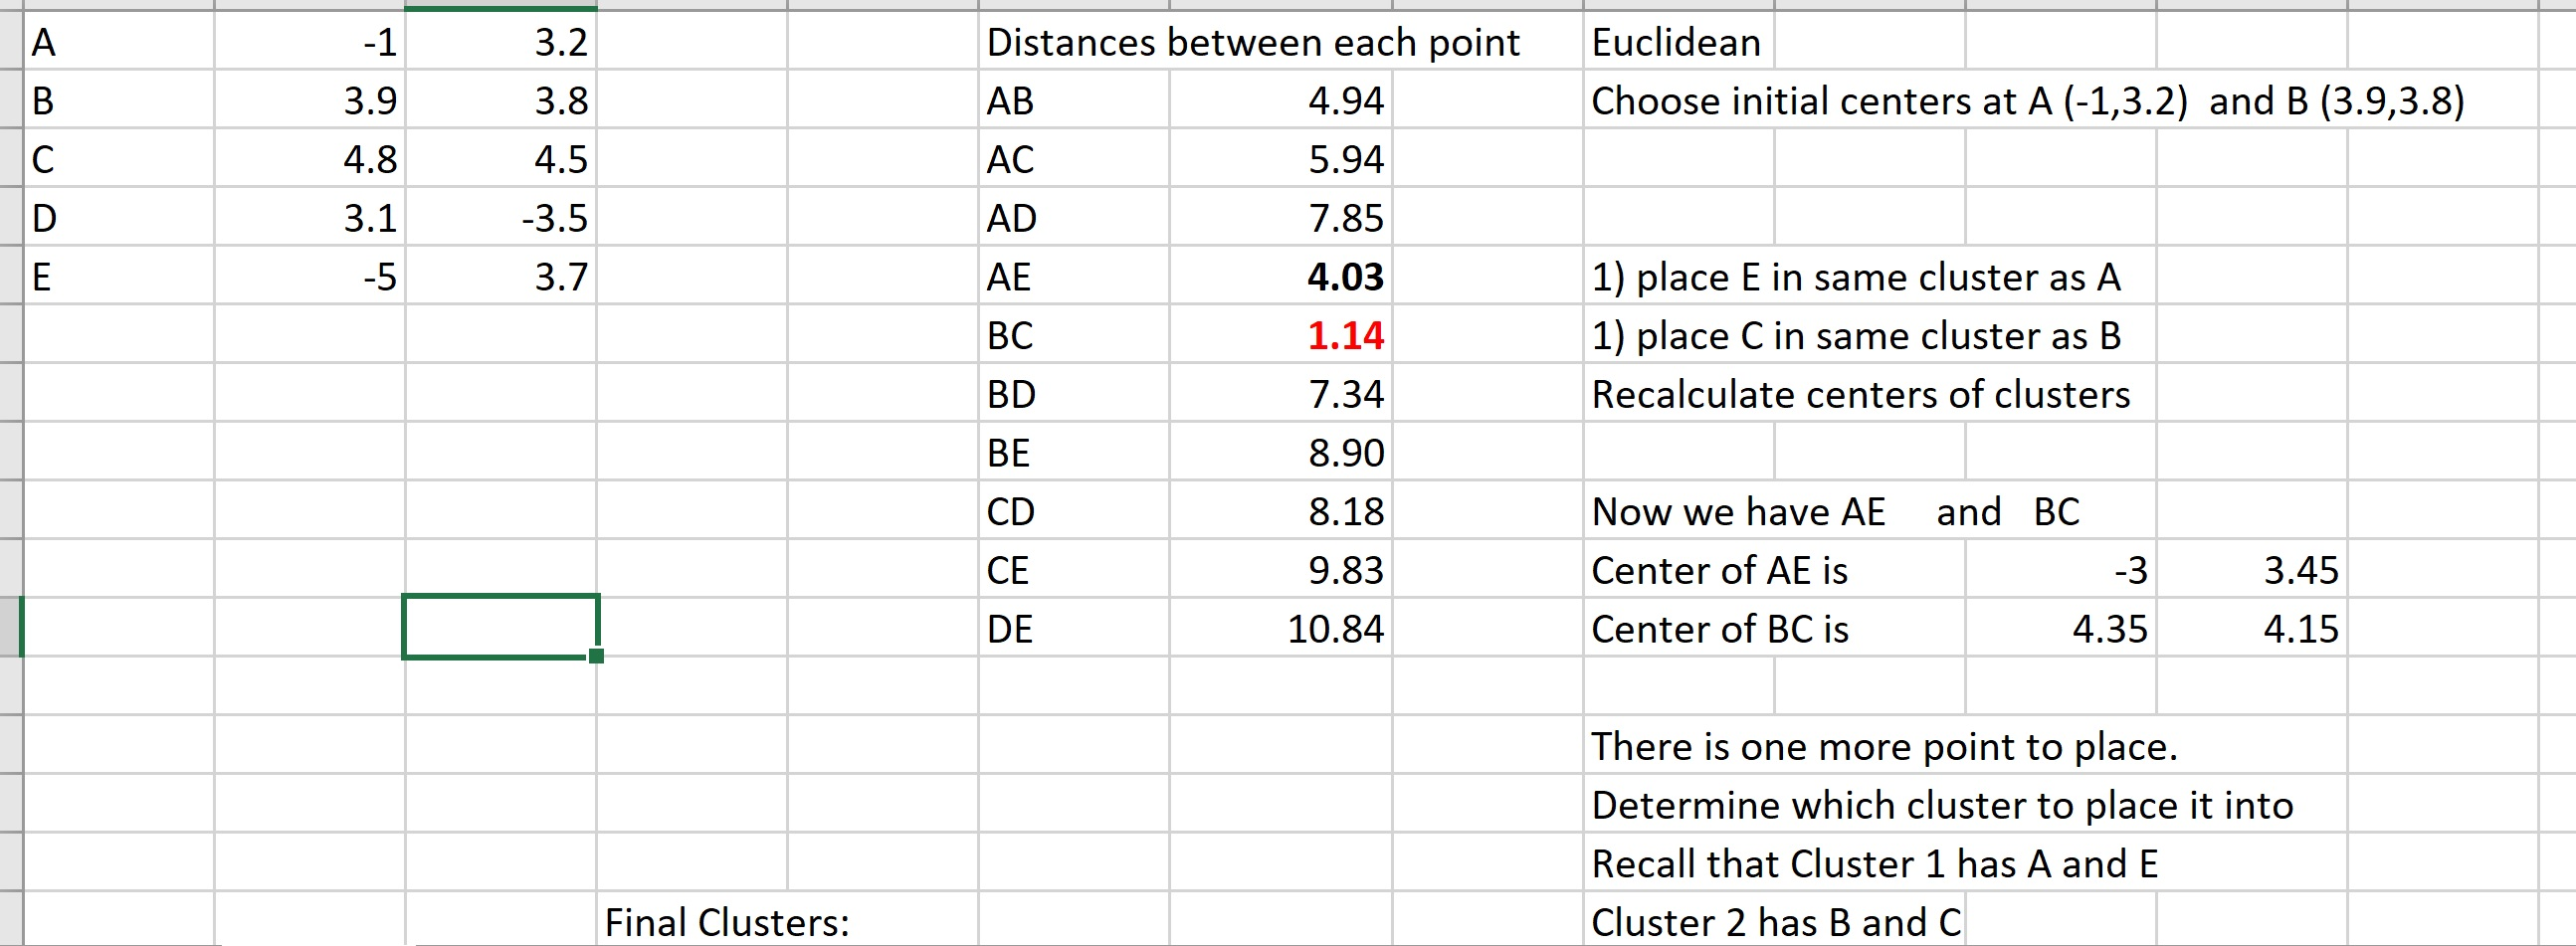 A -1 3.2 Distances between each point Euclidean
B 3.9 3.8 AB 4.94 Choose initial centers at A (-1,3.2) and B (3.9,3.8)
C 4.8 4.5 AC 5.94
D 3.1 -3.5 AD 7.85
E -5 3.7 AE 4.03 1) place E in same cluster as A
BC 1.14 1) place C in same cluster as B
BD 7.34 Recalculate centers of clusters
BE 8.90
CD 8.18 Now we have AE and BC
CE 9.83 Center of AE is -3 3.45
DE 10.84 Center of BC is 4.35 4.15
There is one more point to place.
Determine which cluster to place it into
Recall that Cluster 1 has A and E
Final Clusters: Cluster 2 has B and C